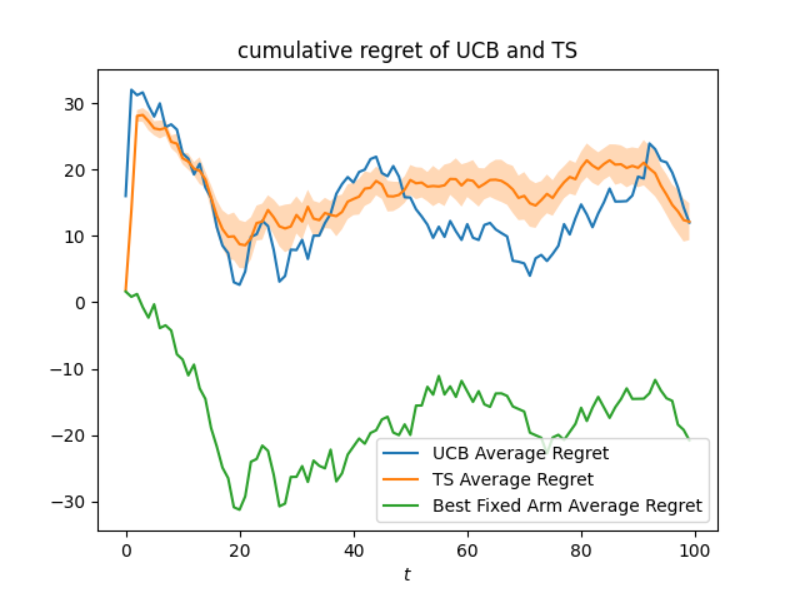 cumulative regret of UCB and TS
30
20
10
0
−10
−20
−30
UCB Average Regret
TS Average Regret
Best Fixed Arm Average Regret
0
20
40
60
80
100
t